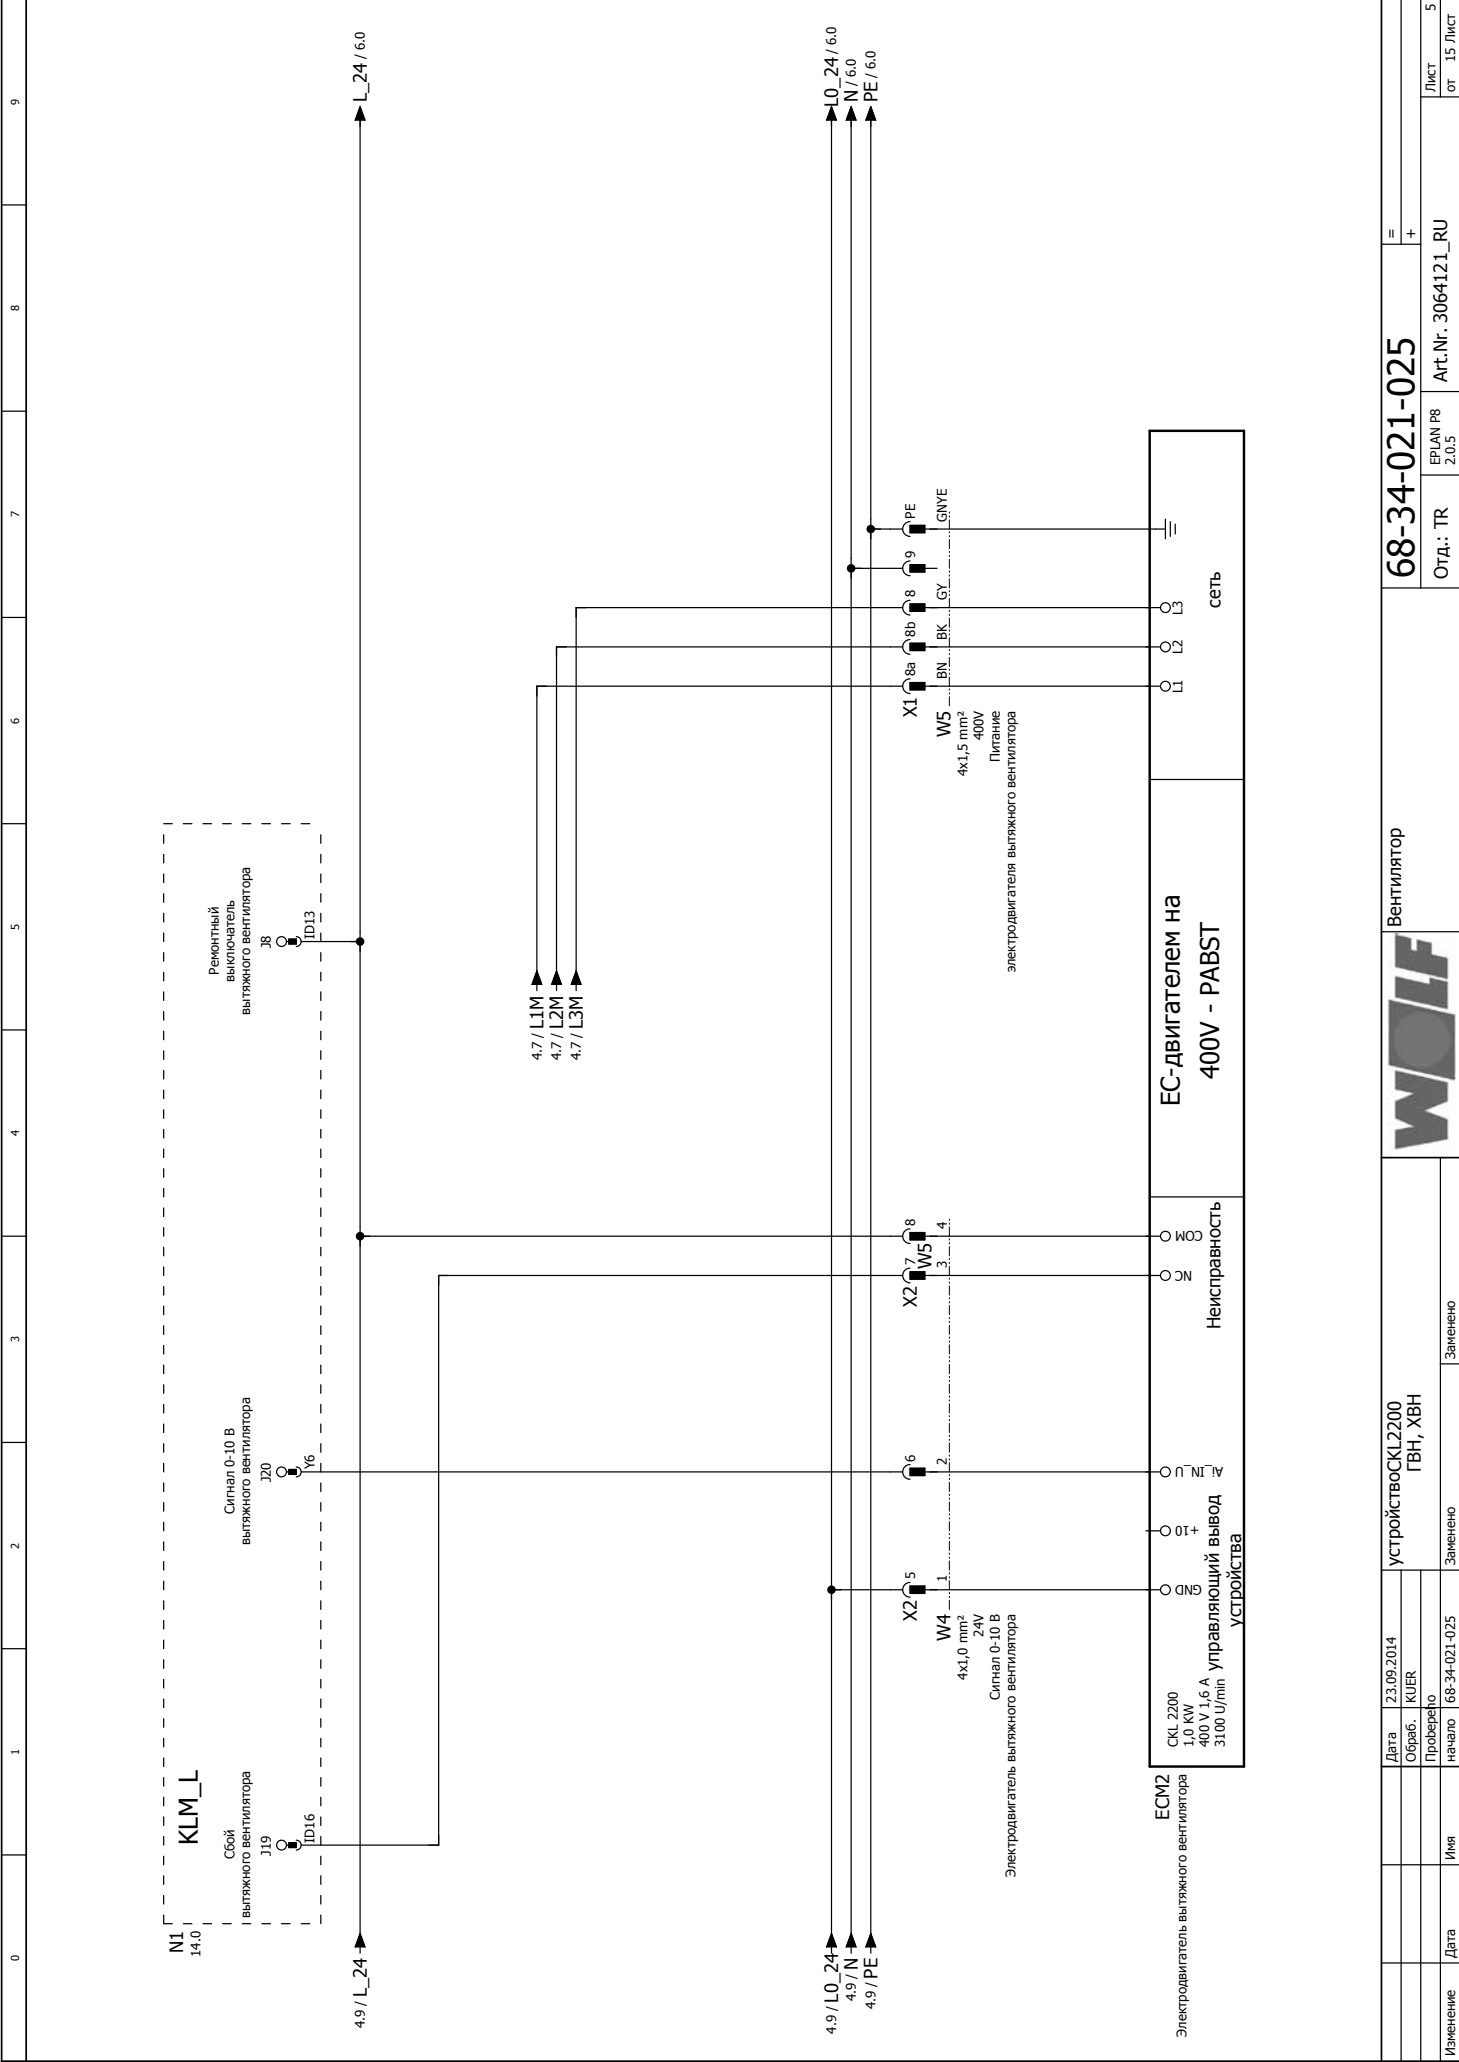 0 1 2 3 4 5 6 7 8 9
N1
14.0
KLM_L
Сбой
вытяжного вентилятора
J19
ID16
Сигнал 0-10 В
вытяжного вентилятора
J20
Y6
Ремонтный
выключатель
вытяжного вентилятора
J8
ID13
4.9 / L_24
L_24 / 6.0
4.7 / L1M
4.7 / L2M
4.7 / L3M
4.9 / L0_24
4.9 / N
4.9 / PE
L0_24 / 6.0
N / 6.0
PE / 6.0
X2 5
6
X2 7
8
X1 8a
8b
8
9
PE
W4
4x1,0 mm²
24V
Сигнал 0-10 В
Электродвигатель вытяжного вентилятора
1
2
W5
3
4
W5
4x1,5 mm²
400V
Питание
электродвигателя вытяжного вентилятора
BN
BK
GY
GNYE
ECM2
Электродвигатель вытяжного вентилятора
CKL 2200
1,0 KW
400 V 1,6 A
3100 U/min
GND
+10
Ai_IN_U
управляющий вывод
устройства
NC
COM
Неисправность
ЕС-двигателем на
400V - PABST
L1
L2
L3
сеть
Изменение
Дата
Имя
Дата
23.09.2014
Обраб.
KUER
Проверено
начало
68-34-021-025
устройствоCKL2200
ГВН, ХВН
Заменено
Заменено
WOLF
Вентилятор
68-34-021-025
Отд.: TR
EPLAN P8
2.0.5
Art.Nr. 3064121_RU
=
+
Лист 5
от 15 Лист